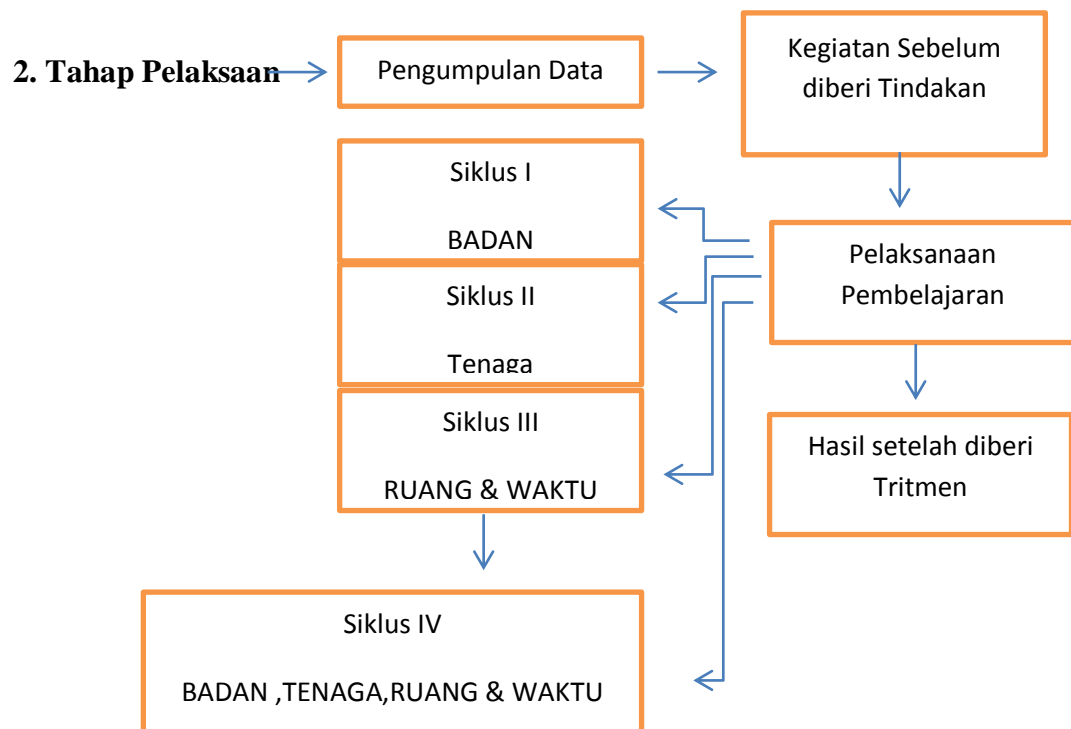 2. Tahap Pelaksaan
Pengumpulan Data
Kegiatan Sebelum
diberi Tindakan
Siklus I
BADAN
Siklus II
Tenaga
Siklus III
RUANG & WAKTU
Pelaksanaan
Pembelajaran
Hasil setelah diberi
Tritmen
Siklus IV
BADAN ,TENAGA,RUANG & WAKTU